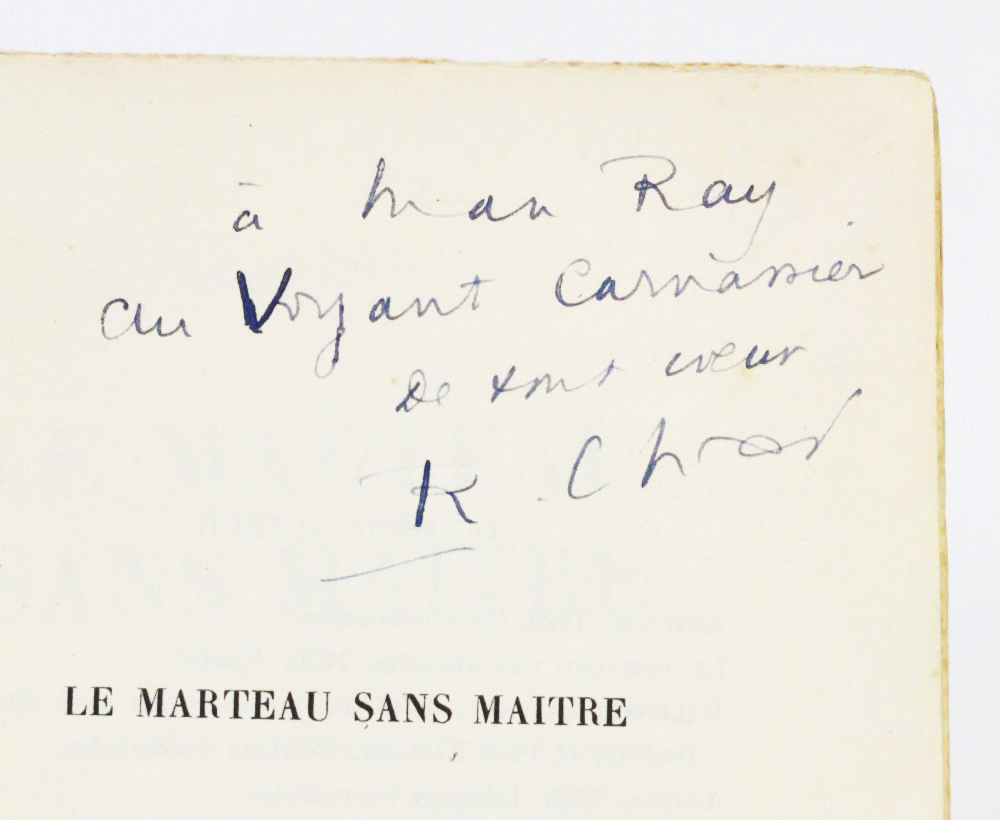 à Man Ray
au Voyant Carnassier
De tout cœur
R. Char
LE MARTEAU SANS MAITRE